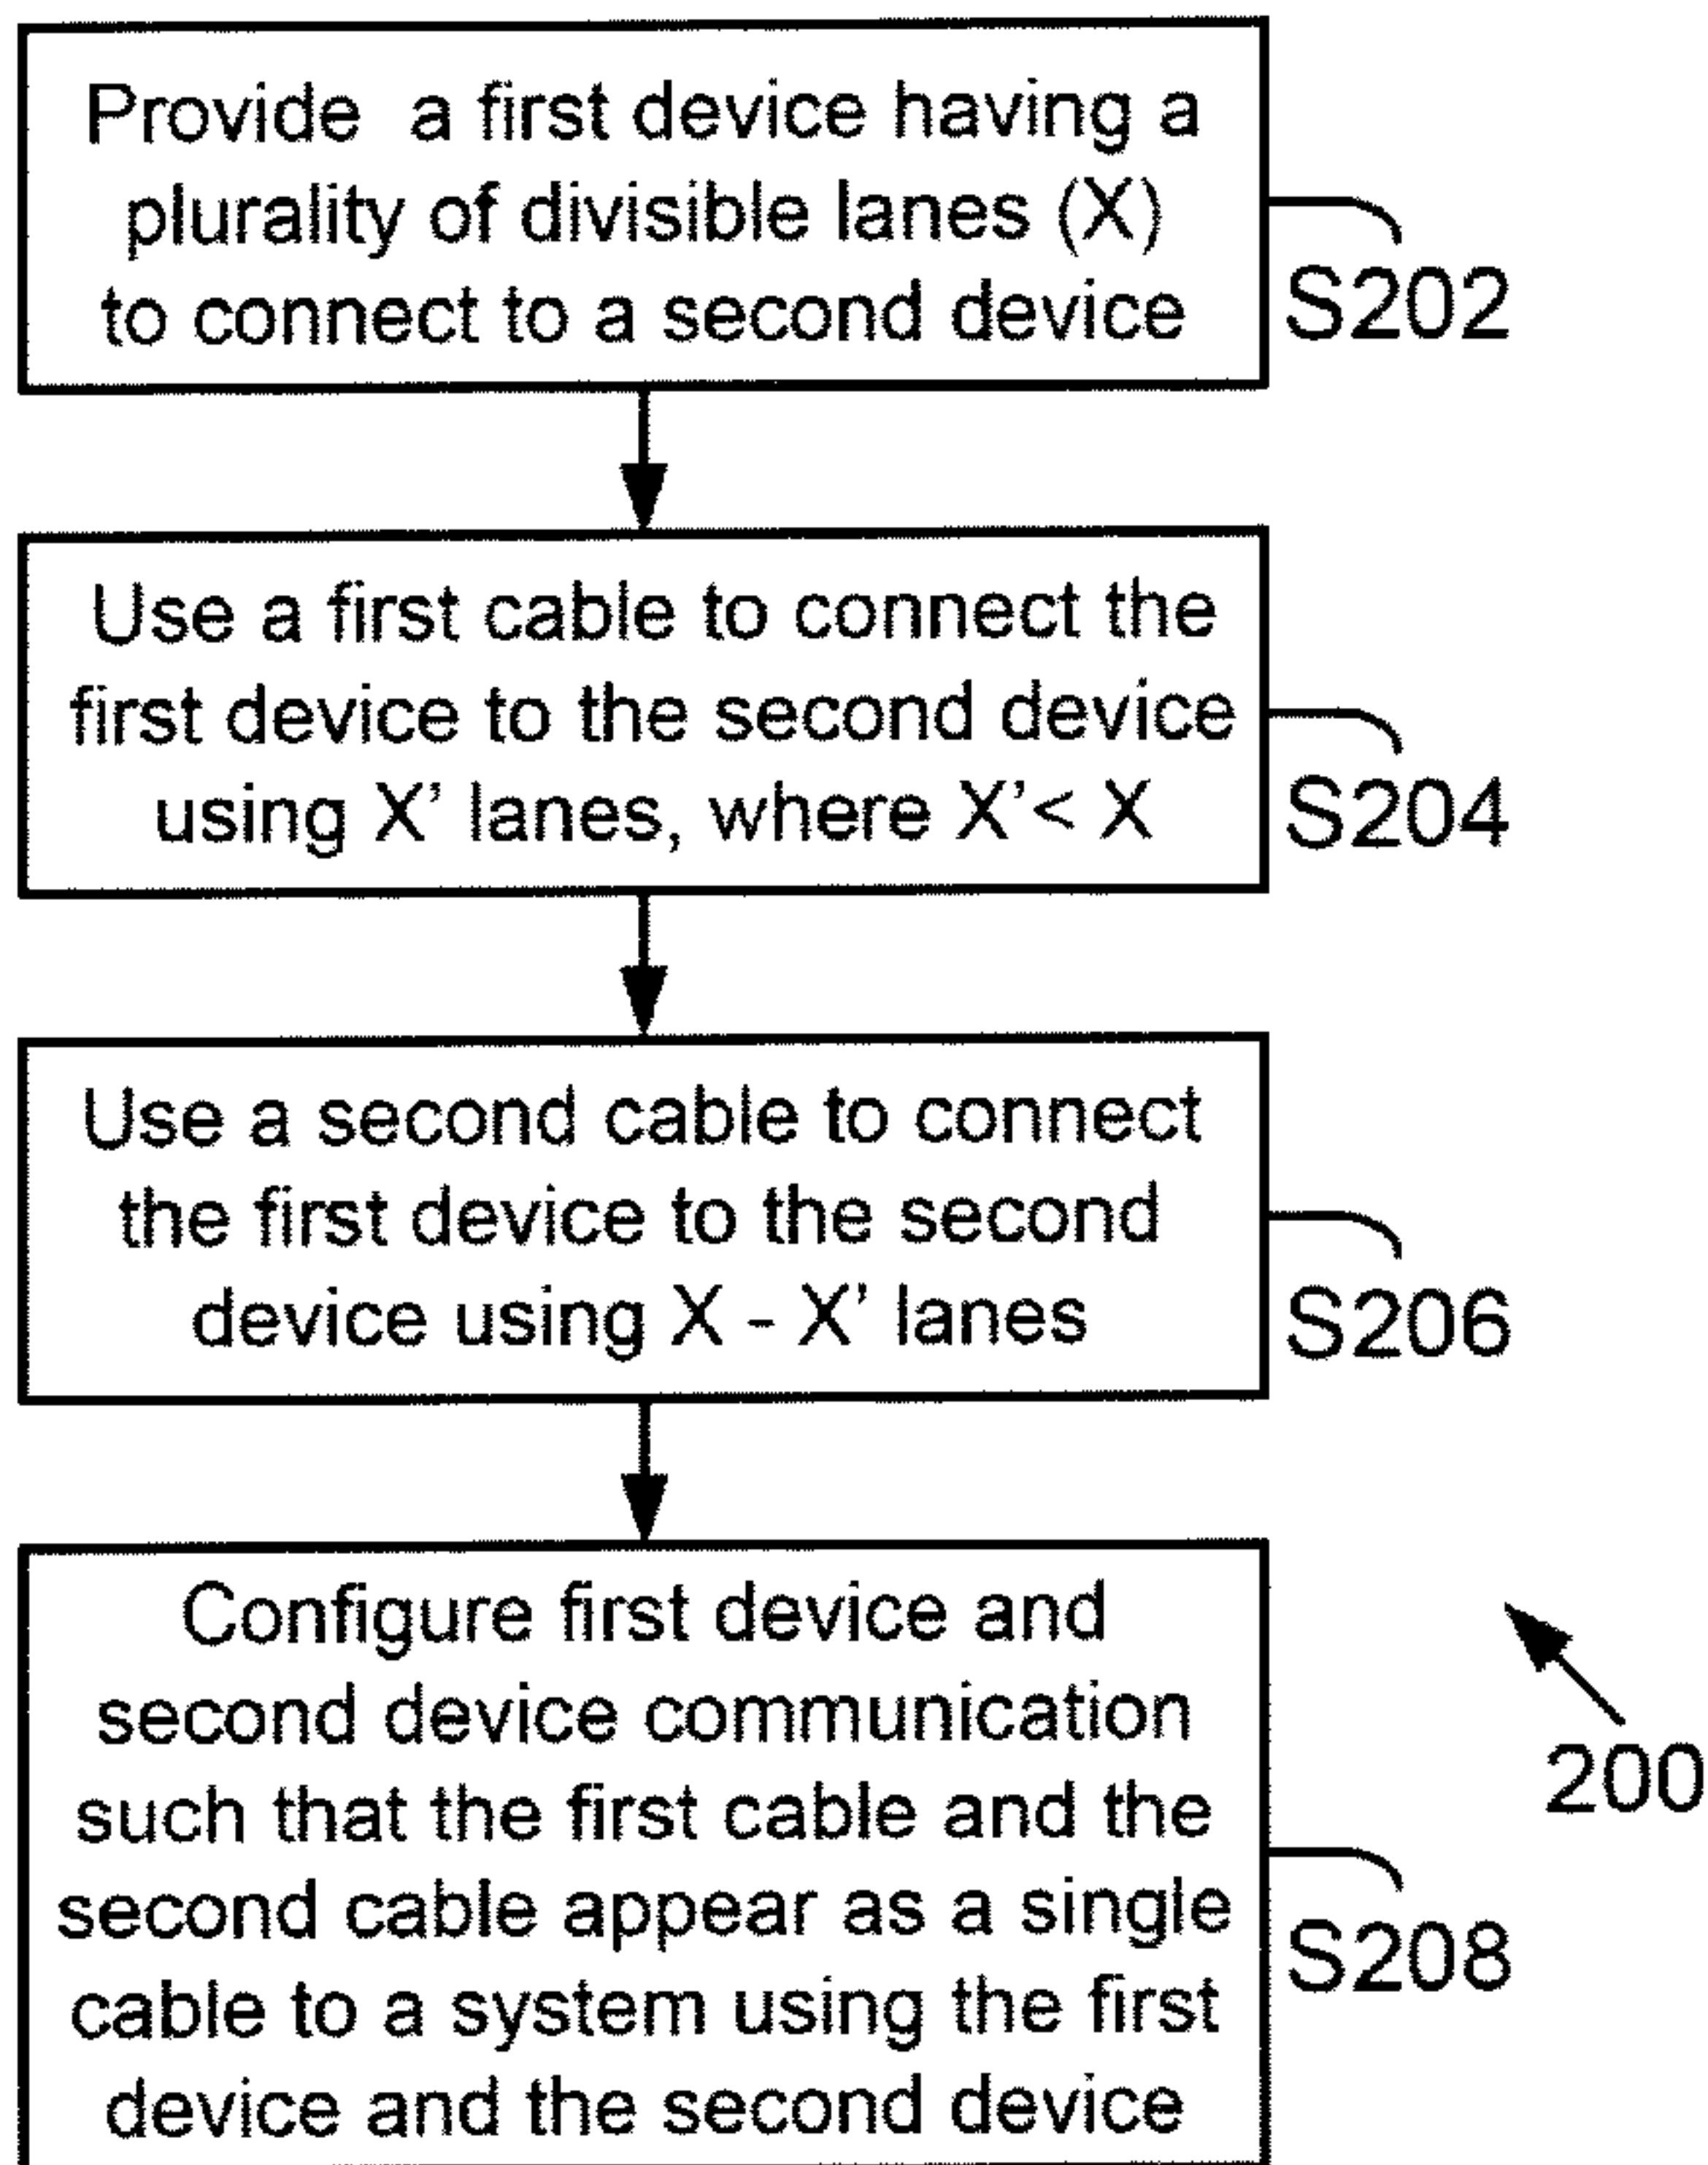 Provide a first device having a
plurality of divisible lanes (X)
to connect to a second device
S202
Use a first cable to connect the
first device to the second device
using X' lanes, where X'< X
S204
Use a second cable to connect
the first device to the second
device using X - X' lanes
S206
Configure first device and
second device communication
such that the first cable and the
second cable appear as a single
cable to a system using the first
device and the second device
S208
200